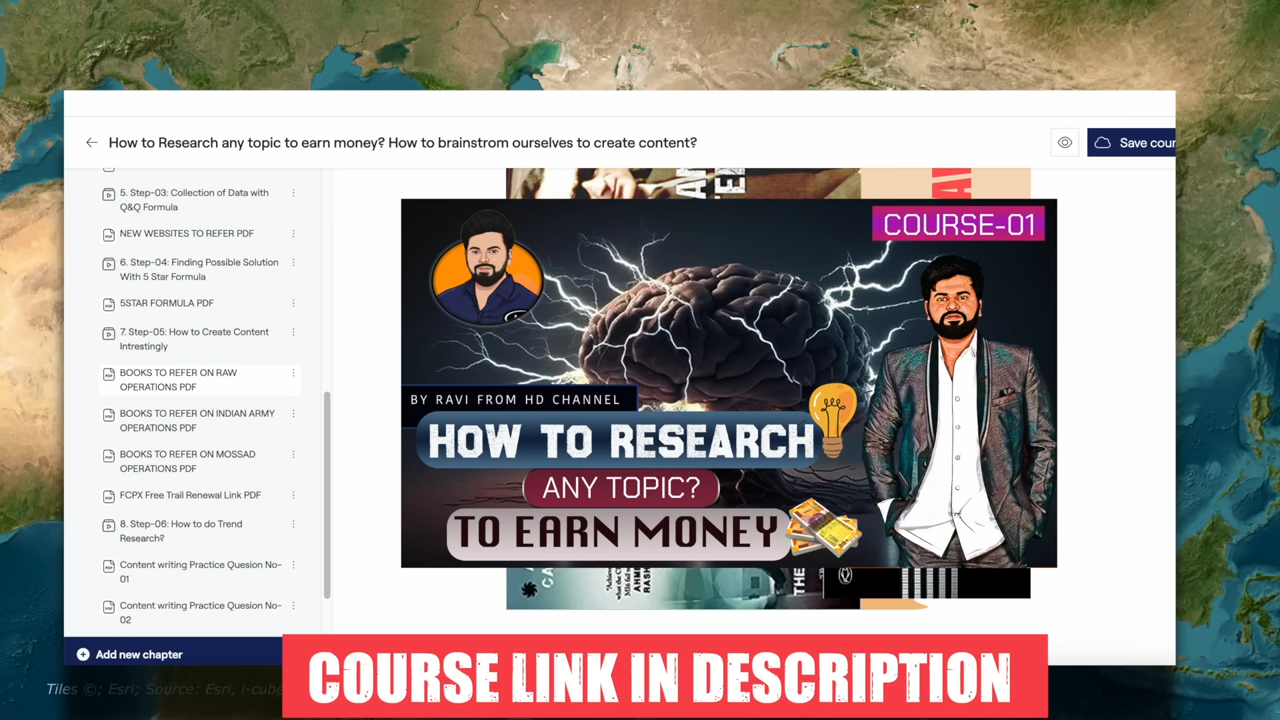 How to Research any topic to earn money? How to brainstrom ourselves to create content?
Save cour
5. Step-03: Collection of Data with
Q&Q Formula
NEW WEBSITES TO REFER PDF
6. Step-04: Finding Possible Solution
With 5 Star Formula
5STAR FORMULA PDF
7. Step-05: How to Create Content
Intrestingly
BOOKS TO REFER ON RAW
OPERATIONS PDF
BOOKS TO REFER ON INDIAN ARMY
OPERATIONS PDF
BOOKS TO REFER ON MOSSAD
OPERATIONS PDF
FCPX Free Trail Renewal Link PDF
8. Step-06: How to do Trend
Research?
Content writing Practice Quesion No-
01
Content writing Practice Quesion No-
02
Add new chapter
COURSE-01
BY RAVI FROM HD CHANNEL
HOW TO RESEARCH
ANY TOPIC?
TO EARN MONEY
COURSE LINK IN DESCRIPTION
Tiles ©; Esri; Source: Esri, i-cube